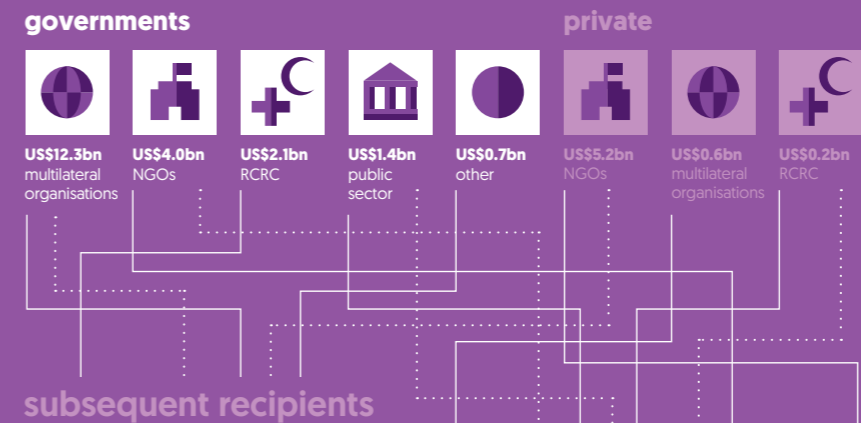 governments
private
US$12.3bn
multilateral
organisations
US$4.0bn
NGOs
US$2.1bn
RCRC
US$1.4bn
public
sector
US$0.7bn
other
US$5.2bn
NGOs
US$0.6bn
multilateral
organisations
US$0.2bn
RCRC
subsequent recipients